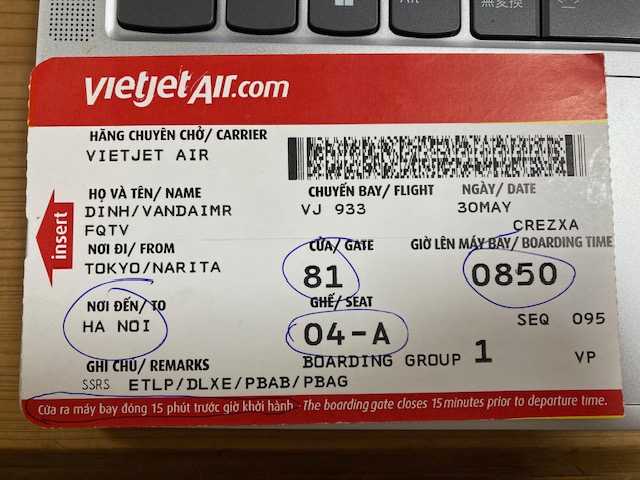 Alt
無変換
vietjetAir.com
HÃNG CHUYÊN CHỞ/ CARRIER
VIETJET AIR
HỌ VÀ TÊN/ NAME
DINH/VANDAIMR
FQTV
CHUYẾN BAY/ FLIGHT
VJ 933
NGÀY/ DATE
30MAY
CREZXA
insert
NƠI ĐI/ FROM
TOKYO/NARITA
CỬA/ GATE
81
GIỜ LÊN MÁY BAY/ BOARDING TIME
0850
NƠI ĐẾN/ TO
HA NOI
GHẾ/ SEAT
04-A
SEQ 095
BOARDING GROUP 1
VP
GHI CHÚ/ REMARKS
SSRS ETLP/DLXE/PBAB/PBAG
Cửa ra máy bay đóng 15 phút trước giờ khởi hành - The boarding gate closes 15 minutes prior to departure time.